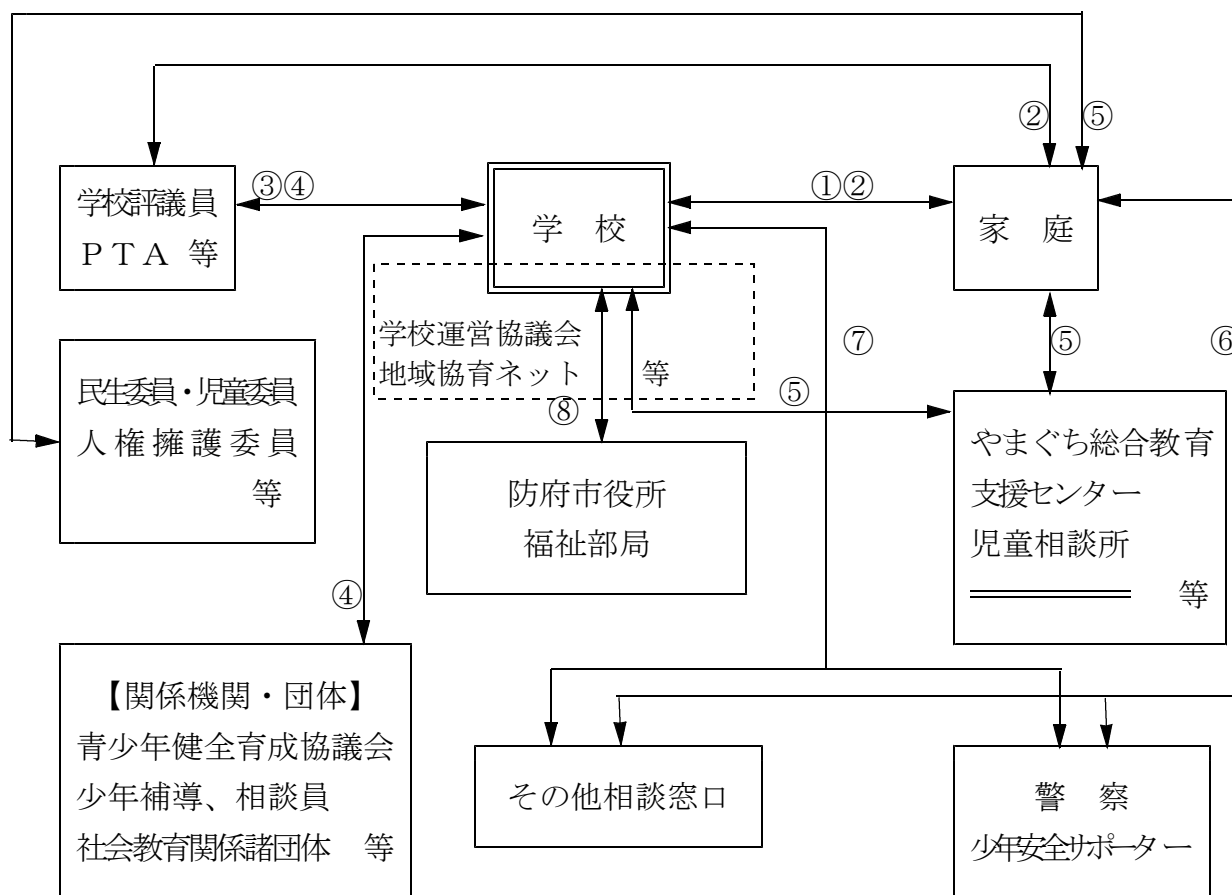 ② ⑤
学校評議員
ＰＴＡ 等
③④
学 校
①②
家 庭
学校運営協議会
地域協育ネット 等
⑦
⑤
⑥
民生委員・児童委員
人権擁護委員
等
⑧
⑤
防府市役所
福祉部局
やまぐち総合教育
支援センター
児童相談所
等
④
【関係機関・団体】
青少年健全育成協議会
少年補導、相談員
社会教育関係諸団体 等
その他相談窓口
警 察
少年安全サポーター